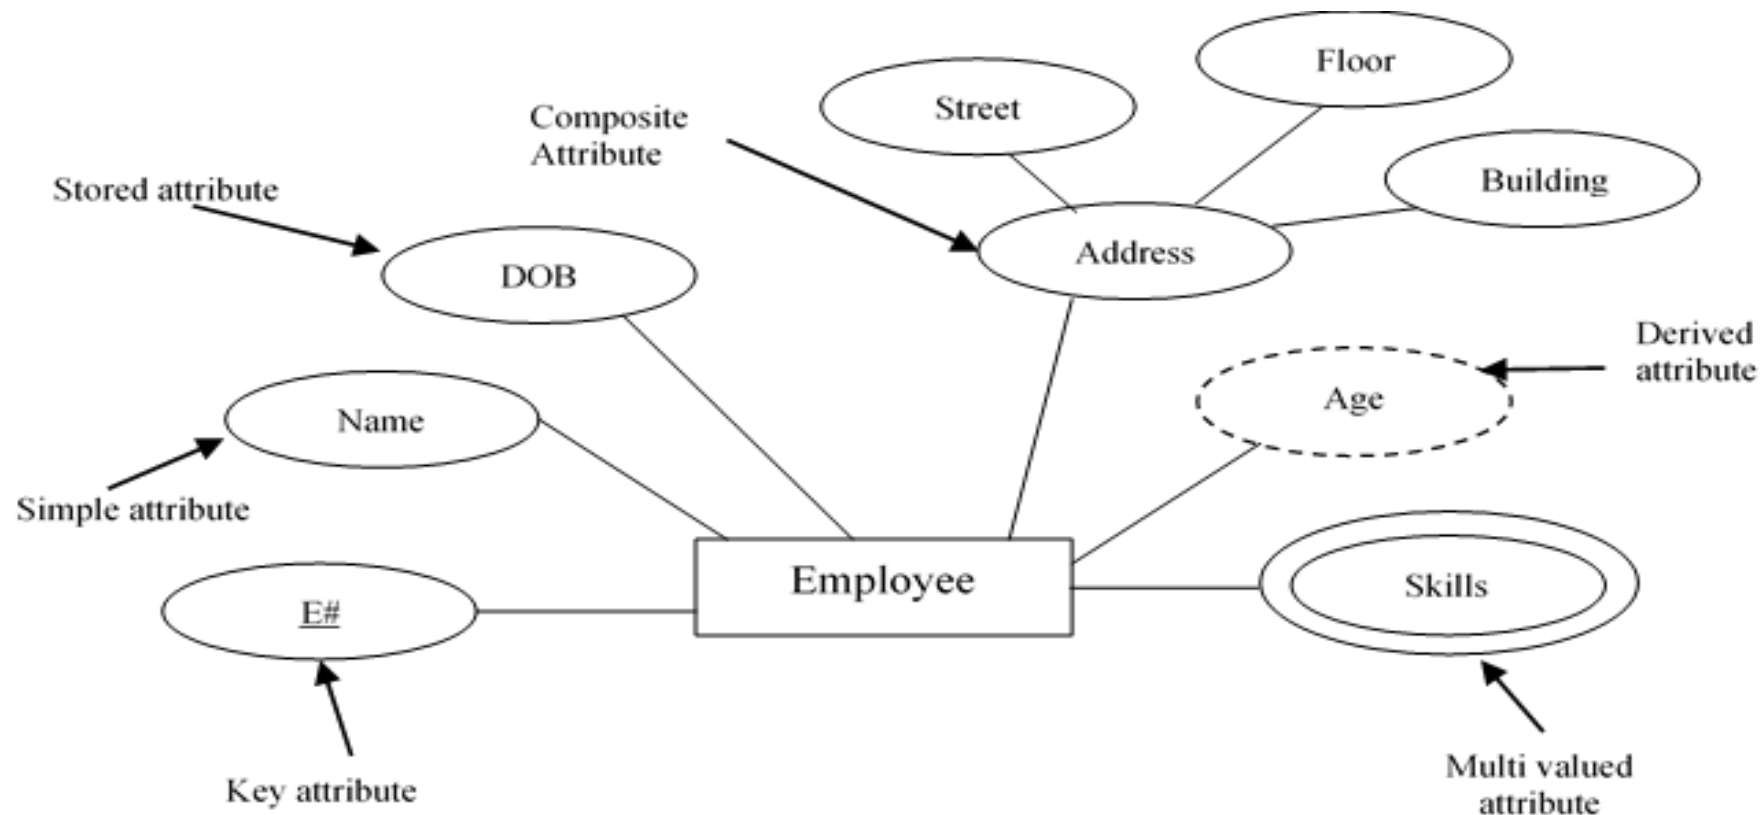 Floor
Street
Composite
Attribute
Building
Stored attribute
Address
DOB
Derived
attribute
Age
Name
Simple attribute
Employee
Skills
E#
Key attribute
Multi valued
attribute